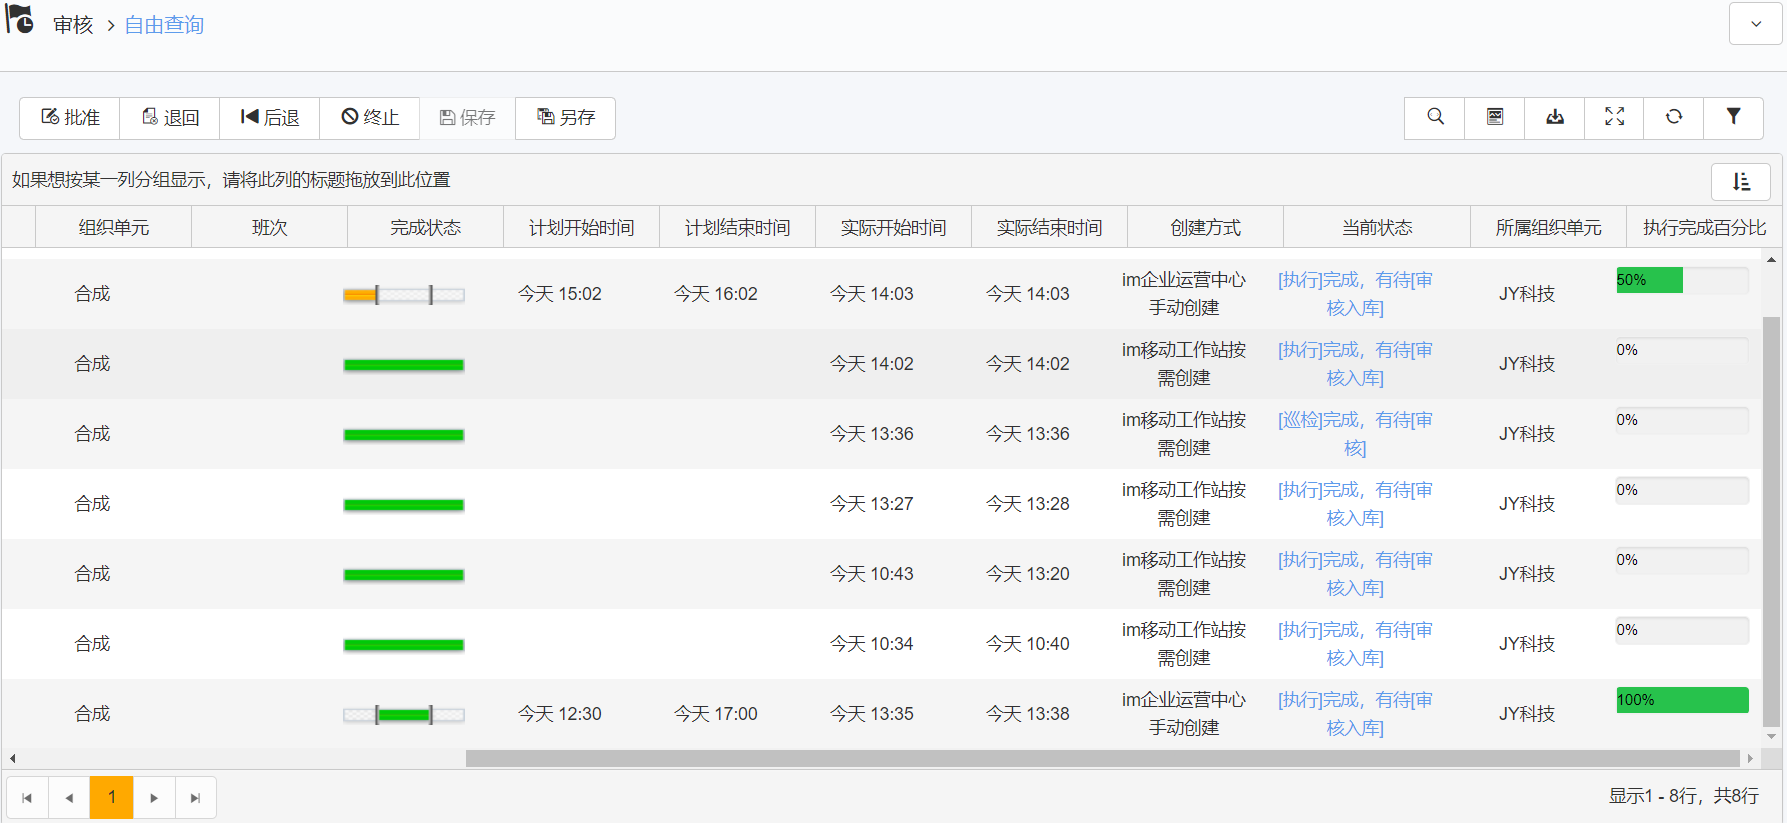 审核 > 自由查询
批准 退回 后退 终止 保存 另存
如果想按某一列分组显示，请将此列的标题拖放到此位置
组织单元 班次 完成状态 计划开始时间 计划结束时间 实际开始时间 实际结束时间 创建方式 当前状态 所属组织单元 执行完成百分比
合成 今天 15:02 今天 16:02 今天 14:03 今天 14:03 im企业运营中心 [执行]完成，有待[审 JY科技 50%
手动创建 核入库]
合成 今天 14:02 今天 14:02 im移动工作站按 [执行]完成，有待[审 JY科技 0%
需创建 核入库]
合成 今天 13:36 今天 13:36 im移动工作站按 [巡检]完成，有待[审 JY科技 0%
需创建 核]
合成 今天 13:27 今天 13:28 im移动工作站按 [执行]完成，有待[审 JY科技 0%
需创建 核入库]
合成 今天 10:43 今天 13:20 im移动工作站按 [执行]完成，有待[审 JY科技 0%
需创建 核入库]
合成 今天 10:34 今天 10:40 im移动工作站按 [执行]完成，有待[审 JY科技 0%
需创建 核入库]
合成 今天 12:30 今天 17:00 今天 13:35 今天 13:38 im企业运营中心 [执行]完成，有待[审 JY科技 100%
手动创建 核入库]
1 显示1 - 8行，共8行